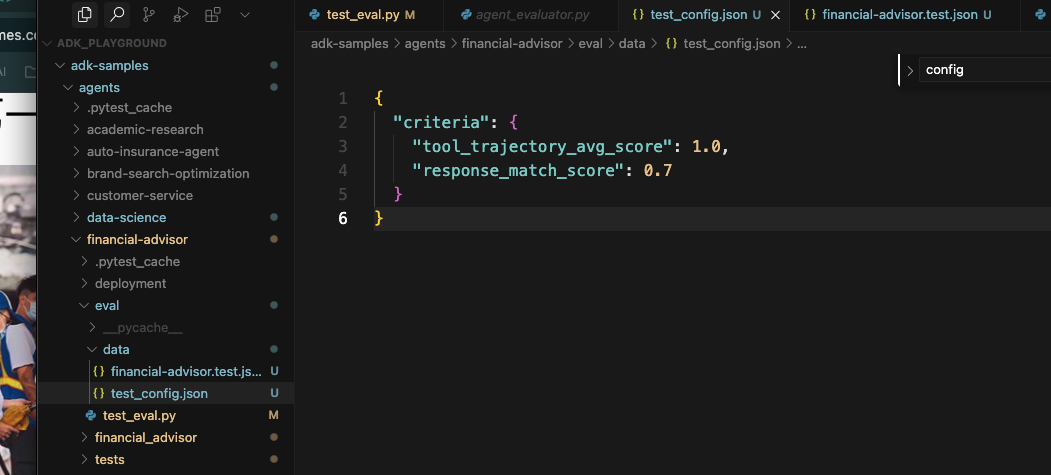 test_eval.py M
agent_evaluator.py
{} test_config.json U ×
{} financial-advisor.test.json U
mes.co
ADK_PLAYGROUND
adk-samples > agents > financial-advisor > eval > data > {} test_config.json > ...
adk-samples
agents
.pytest_cache
academic-research
auto-insurance-agent
brand-search-optimization
customer-service
data-science
financial-advisor
.pytest_cache
deployment
eval
__pycache__
data
{} financial-advisor.test.js... U
{} test_config.json U
test_eval.py M
financial_advisor
tests
config
1 {
2 "criteria": {
3 "tool_trajectory_avg_score": 1.0,
4 "response_match_score": 0.7
5 }
6 }